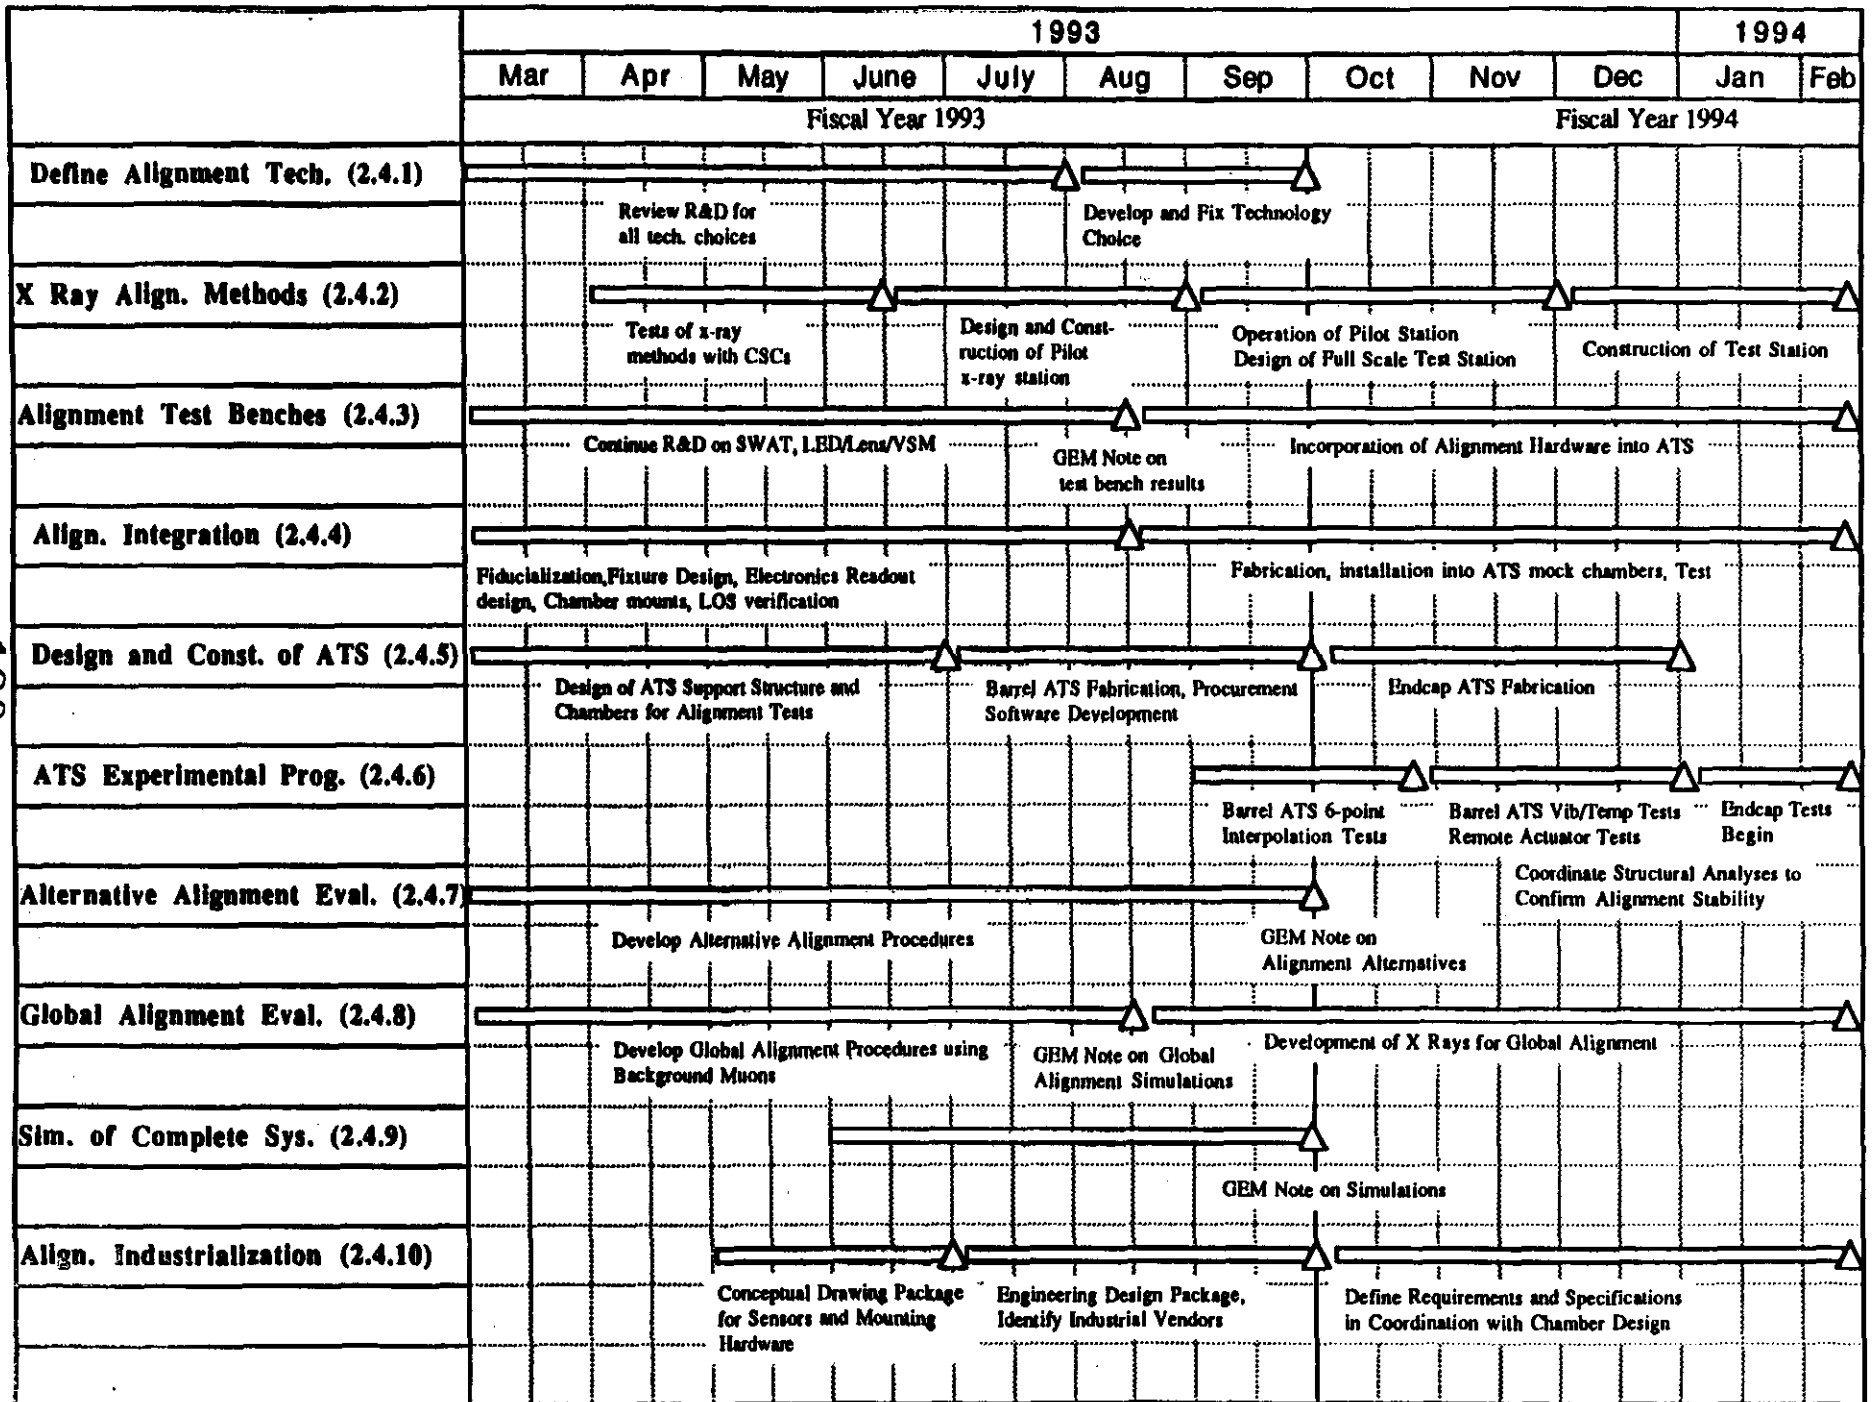 1993 1994
Mar Apr May June July Aug Sep Oct Nov Dec Jan Feb
Fiscal Year 1993 Fiscal Year 1994
Define Alignment Tech. (2.4.1)
Review R&D for
all tech. choices
Develop and Fix Technology
Choice
X Ray Align. Methods (2.4.2)
Tests of x-ray
methods with CSCs
Design and Const-
ruction of Pilot
x-ray station
Operation of Pilot Station
Design of Full Scale Test Station
Construction of Test Station
Alignment Test Benches (2.4.3)
Continue R&D on SWAT, LED/Lens/VSM
GEM Note on
test bench results
Incorporation of Alignment Hardware into ATS
Align. Integration (2.4.4)
Fiducialization,Fixture Design, Electronics Readout
design, Chamber mounts, LOS verification
Fabrication, installation into ATS mock chambers, Test
Design and Const. of ATS (2.4.5)
Design of ATS Support Structure and
Chambers for Alignment Tests
Barrel ATS Fabrication, Procurement
Software Development
Endcap ATS Fabrication
ATS Experimental Prog. (2.4.6)
Barrel ATS 6-point
Interpolation Tests
Barrel ATS Vib/Temp Tests
Remote Actuator Tests
Endcap Tests
Begin
Alternative Alignment Eval. (2.4.7)
Coordinate Structural Analyses to
Confirm Alignment Stability
Develop Alternative Alignment Procedures
GEM Note on
Alignment Alternatives
Global Alignment Eval. (2.4.8)
Develop Global Alignment Procedures using
Background Muons
GEM Note on Global
Alignment Simulations
Development of X Rays for Global Alignment
Sim. of Complete Sys. (2.4.9)
GEM Note on Simulations
Align. Industrialization (2.4.10)
Conceptual Drawing Package
for Sensors and Mounting
Hardware
Engineering Design Package,
Identify Industrial Vendors
Define Requirements and Specifications
in Coordination with Chamber Design